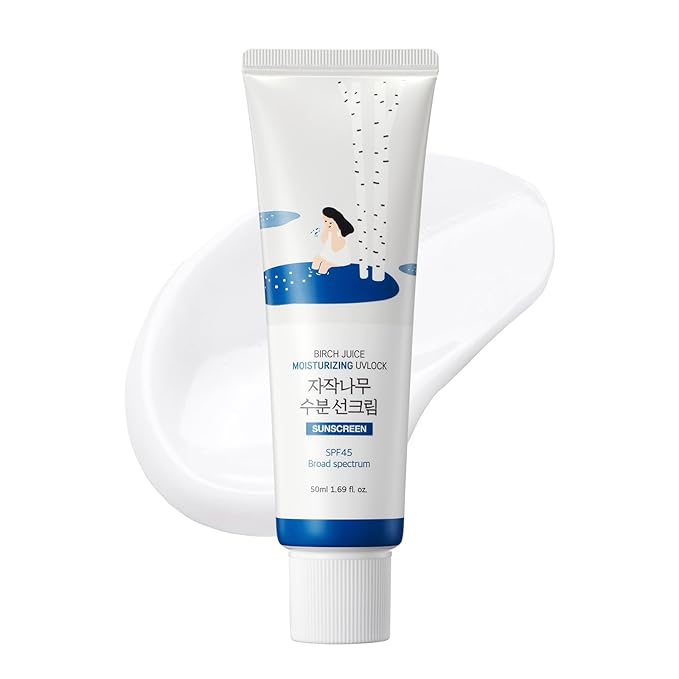 BIRCH JUICE
MOISTURIZING UVLOCK
자작나무
수분 선크림
SUNSCREEN
SPF45
Broad spectrum
50ml 1.69 fl. oz.